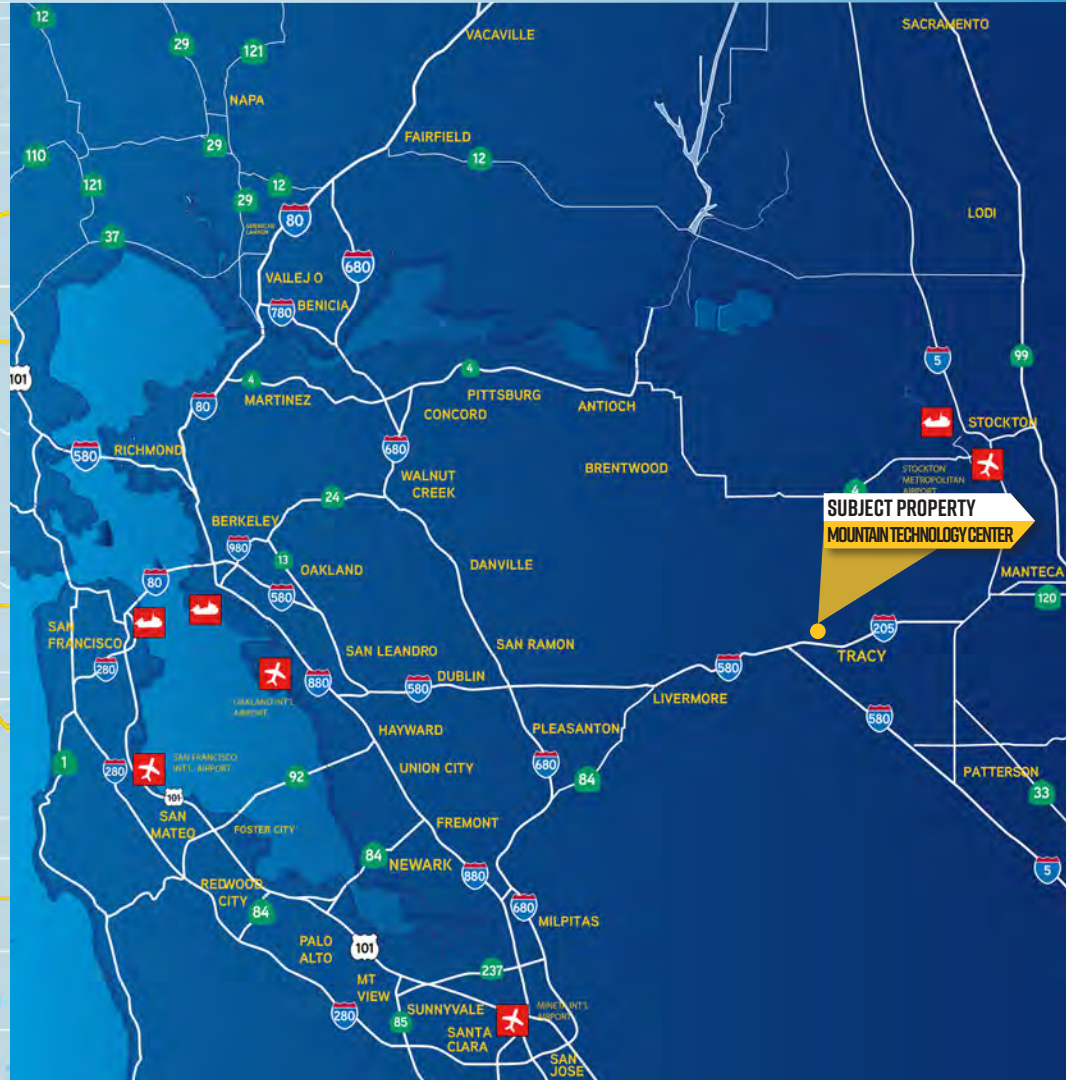 12
29
121
VACAVILLE
SACRAMENTO
NAPA
29
FAIRFIELD
12
110
121
29
12
80
LODI
AMERICAN
CANYON
37
680
VALLEJO
BENICIA
780
5
99
101
4
MARTINEZ
4
PITTSBURG
ANTIOCH
CONCORD
80
STOCKTON
580
RICHMOND
680
BRENTWOOD
STOCKTON
METROPOLITAN
AIRPORT
WALNUT
CREEK
24
4
SUBJECT PROPERTY
MOUNTAIN TECHNOLOGY CENTER
BERKELEY
980
13
OAKLAND
DANVILLE
MANTECA
80
580
120
SAN
FRANCISCO
280
205
SAN LEANDRO
SAN RAMON
TRACY
580
880
580
DUBLIN
LIVERMORE
OAKLAND INT'L
AIRPORT
580
HAYWARD
PLEASANTON
1
280
SAN FRANCISCO
INT'L AIRPORT
92
UNION CITY
680
84
PATTERSON
33
101
SAN
MATEO
FOSTER CITY
FREMONT
84
NEWARK
880
5
REDWOOD
CITY
84
680
MILPITAS
PALO
ALTO
101
237
MT
VIEW
280
SUNNYVALE
85
MINETA INT'L
AIRPORT
SANTA
CLARA
SAN
JOSE